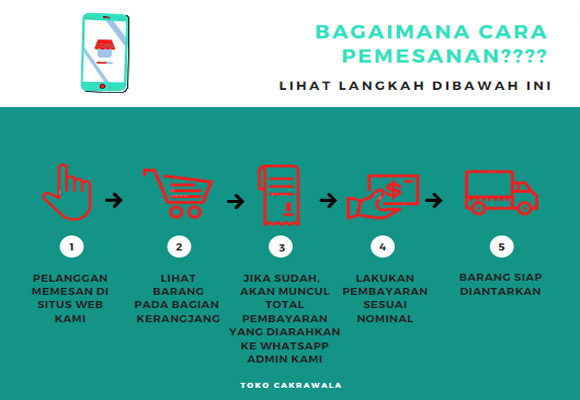 BAGAIMANA CARA
PEMESANAN????
LIHAT LANGKAH DIBAWAH INI
$
1
PELANGGAN
MEMESAN DI
SITUS WEB
KAMI
2
LIHAT
BARANG
PADA BAGIAN
KERANGJANG
3
JIKA SUDAH,
AKAN MUNCUL
TOTAL
PEMBAYARAN
YANG DIARAHKAN
KE WHATSAPP
ADMIN KAMI
4
LAKUKAN
PEMBAYARAN
SESUAI
NOMINAL
5
BARANG SIAP
DIANTARKAN
TOKO CAKRAWALA